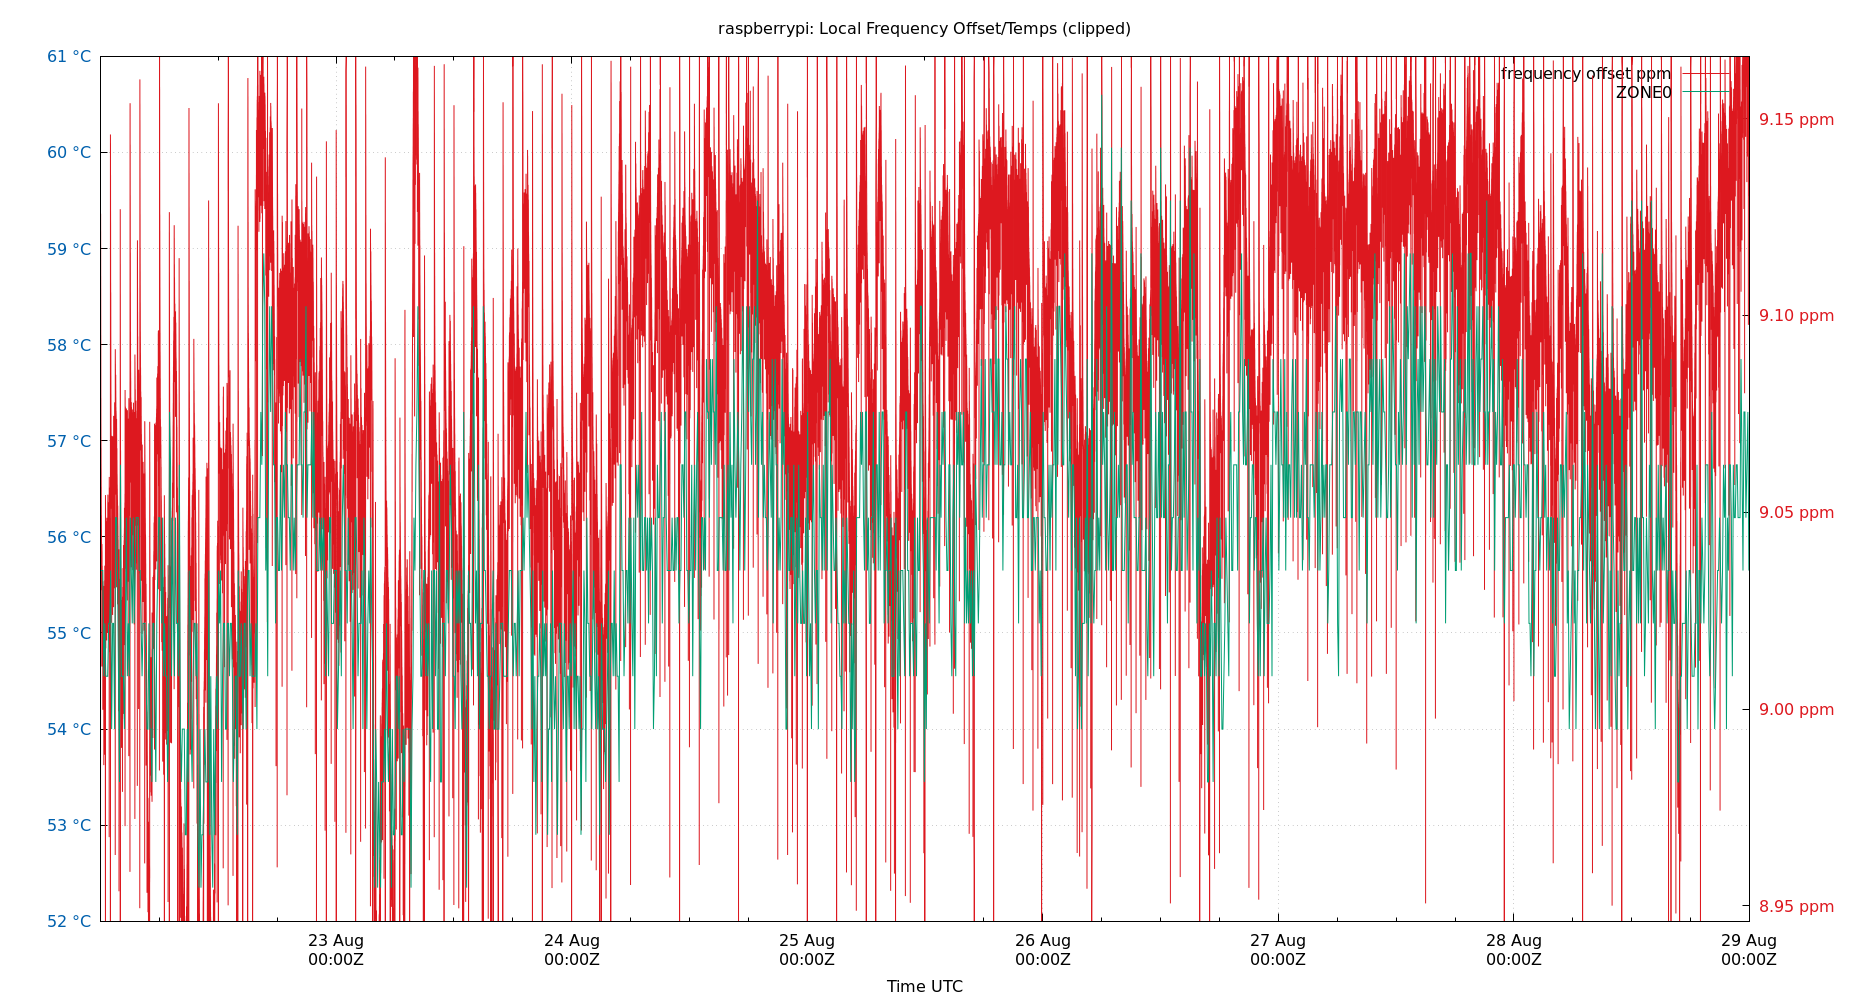 raspberrypi: Local Frequency Offset/Temps (clipped)
61 °C
60 °C
59 °C
58 °C
57 °C
56 °C
55 °C
54 °C
53 °C
52 °C
frequency offset ppm
ZONE0
9.15 ppm
9.10 ppm
9.05 ppm
9.00 ppm
8.95 ppm
23 Aug
00:00Z
24 Aug
00:00Z
25 Aug
00:00Z
26 Aug
00:00Z
27 Aug
00:00Z
28 Aug
00:00Z
29 Aug
00:00Z
Time UTC